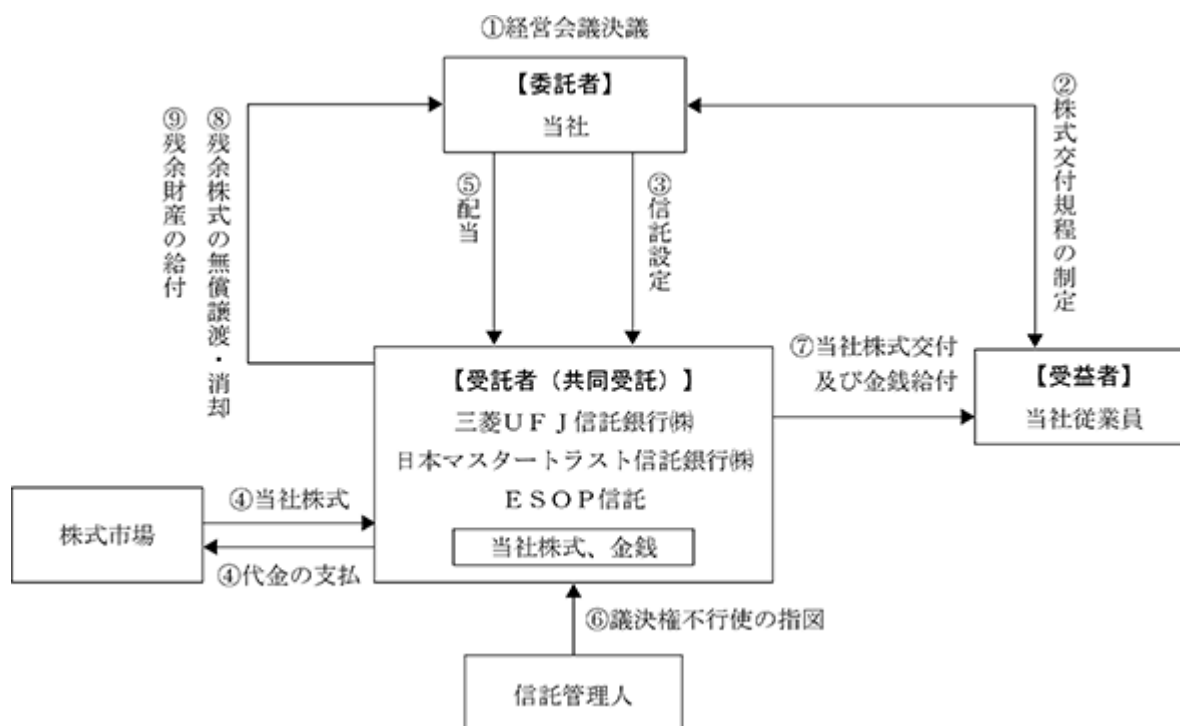 ①経営会議決議
【委託者】
当社
②株式交付規程の制定
⑨残余財産の給付
⑧残余株式の無償譲渡・消却
⑤配当
③信託設定
⑦当社株式交付
及び金銭給付
【受益者】
当社従業員
【受託者（共同受託）】
三菱ＵＦＪ信託銀行㈱
日本マスタートラスト信託銀行㈱
ＥＳＯＰ信託
当社株式、金銭
株式市場
④当社株式
④代金の支払
⑥議決権不行使の指図
信託管理人